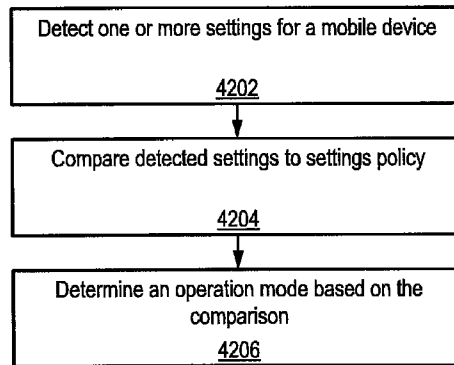 Detect one or more settings for a mobile device
4202
Compare detected settings to settings policy
4204
Determine an operation mode based on the
comparison
4206